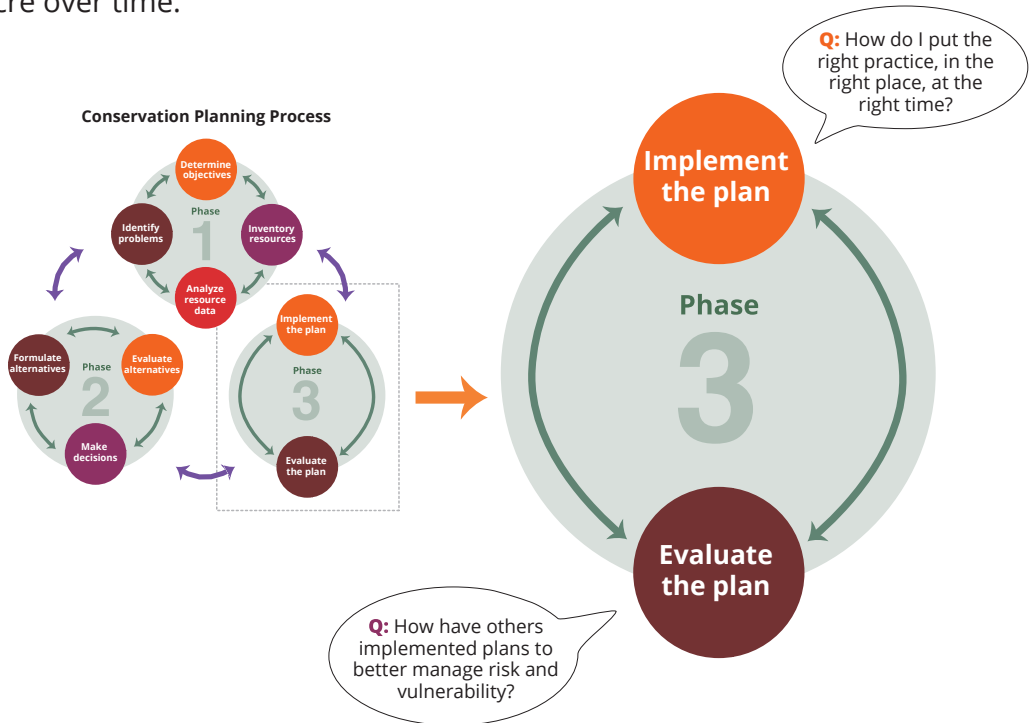 cre over time.
Q: How do I put the
right practice, in the
right place, at the
right time?
Conservation Planning Process
Determine
objectives
Identify
problems
Phase
1
Inventory
resources
Analyze
resource
data
Formulate
alternatives
Phase
2
Evaluate
alternatives
Make
decisions
Implement
the plan
Phase
3
Evaluate
the plan
Implement
the plan
Phase
3
Evaluate
the plan
Q: How have others
implemented plans to
better manage risk and
vulnerability?